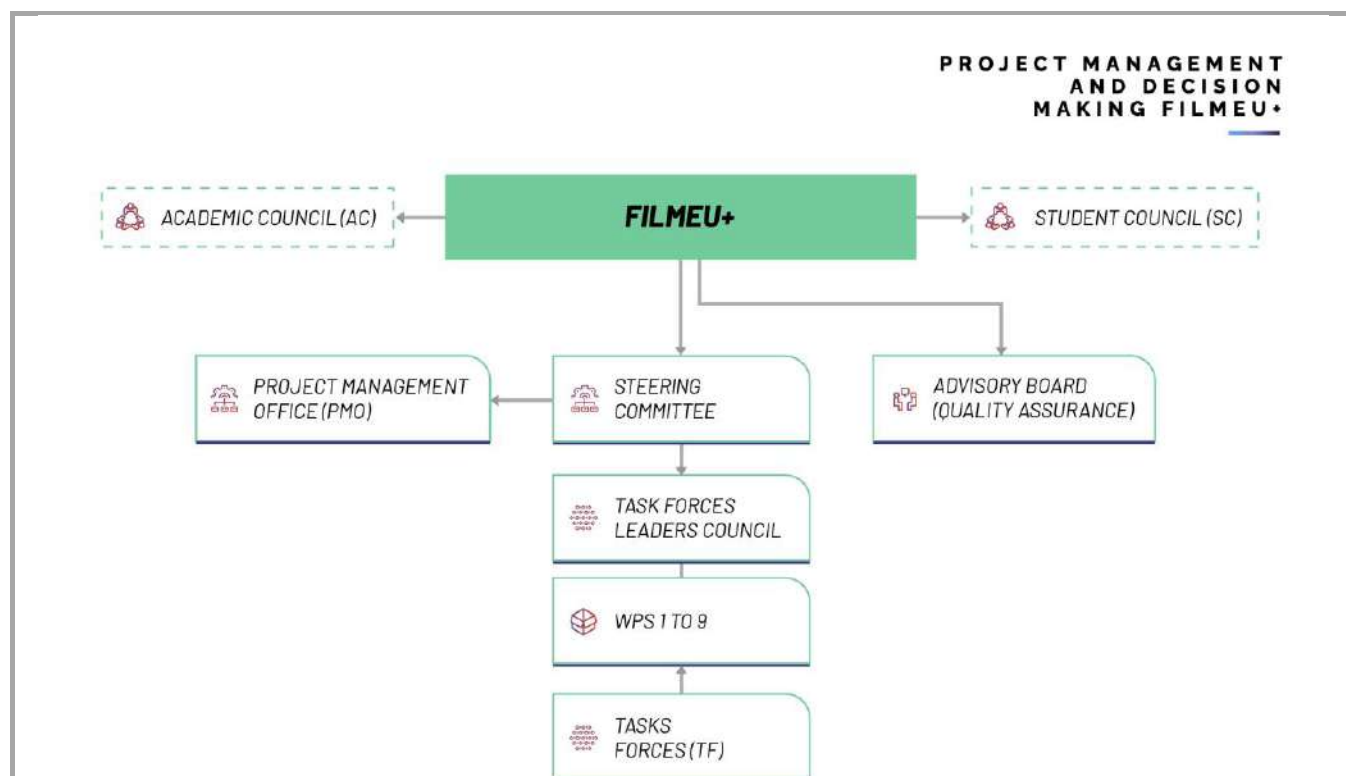 PROJECT MANAGEMENT
AND DECISION
MAKING FILMEU+
ACADEMIC COUNCIL (AC)
FILMEU+
STUDENT COUNCIL (SC)
PROJECT MANAGEMENT
OFFICE (PMO)
STEERING
COMMITTEE
ADVISORY BOARD
(QUALITY ASSURANCE)
TASK FORCES
LEADERS COUNCIL
WPS 1 TO 9
TASKS
FORCES (TF)